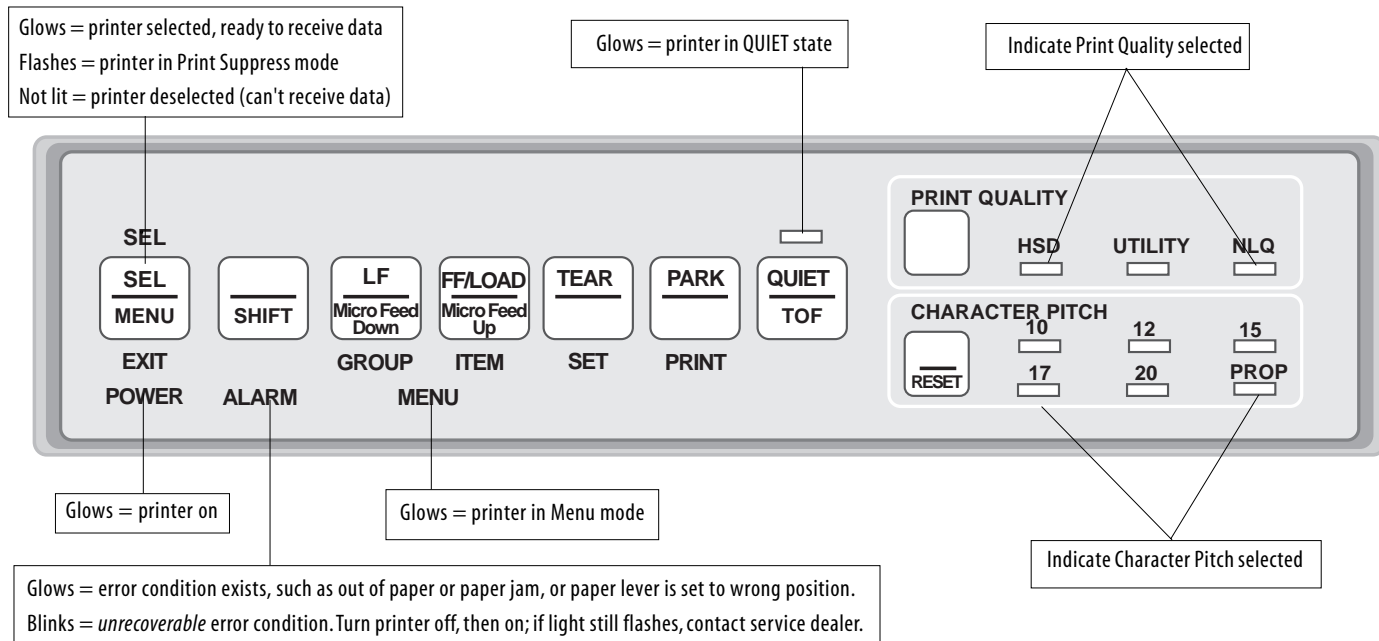 Glows = printer selected, ready to receive data
Flashes = printer in Print Suppress mode
Not lit = printer deselected (can't receive data)
Glows = printer in QUIET state
Indicate Print Quality selected
SEL
SEL
MENU
EXIT
POWER
SHIFT
ALARM
LF
Micro Feed
Down
GROUP
FF/LOAD
Micro Feed
Up
ITEM
MENU
TEAR
SET
PARK
PRINT
QUIET
TOF
PRINT QUALITY
HSD UTILITY NLQ
CHARACTER PITCH
10 12 15
RESET
17 20 PROP
Glows = printer on
Glows = printer in Menu mode
Indicate Character Pitch selected
Glows = error condition exists, such as out of paper or paper jam, or paper lever is set to wrong position.
Blinks = unrecoverable error condition. Turn printer off, then on; if light still flashes, contact service dealer.